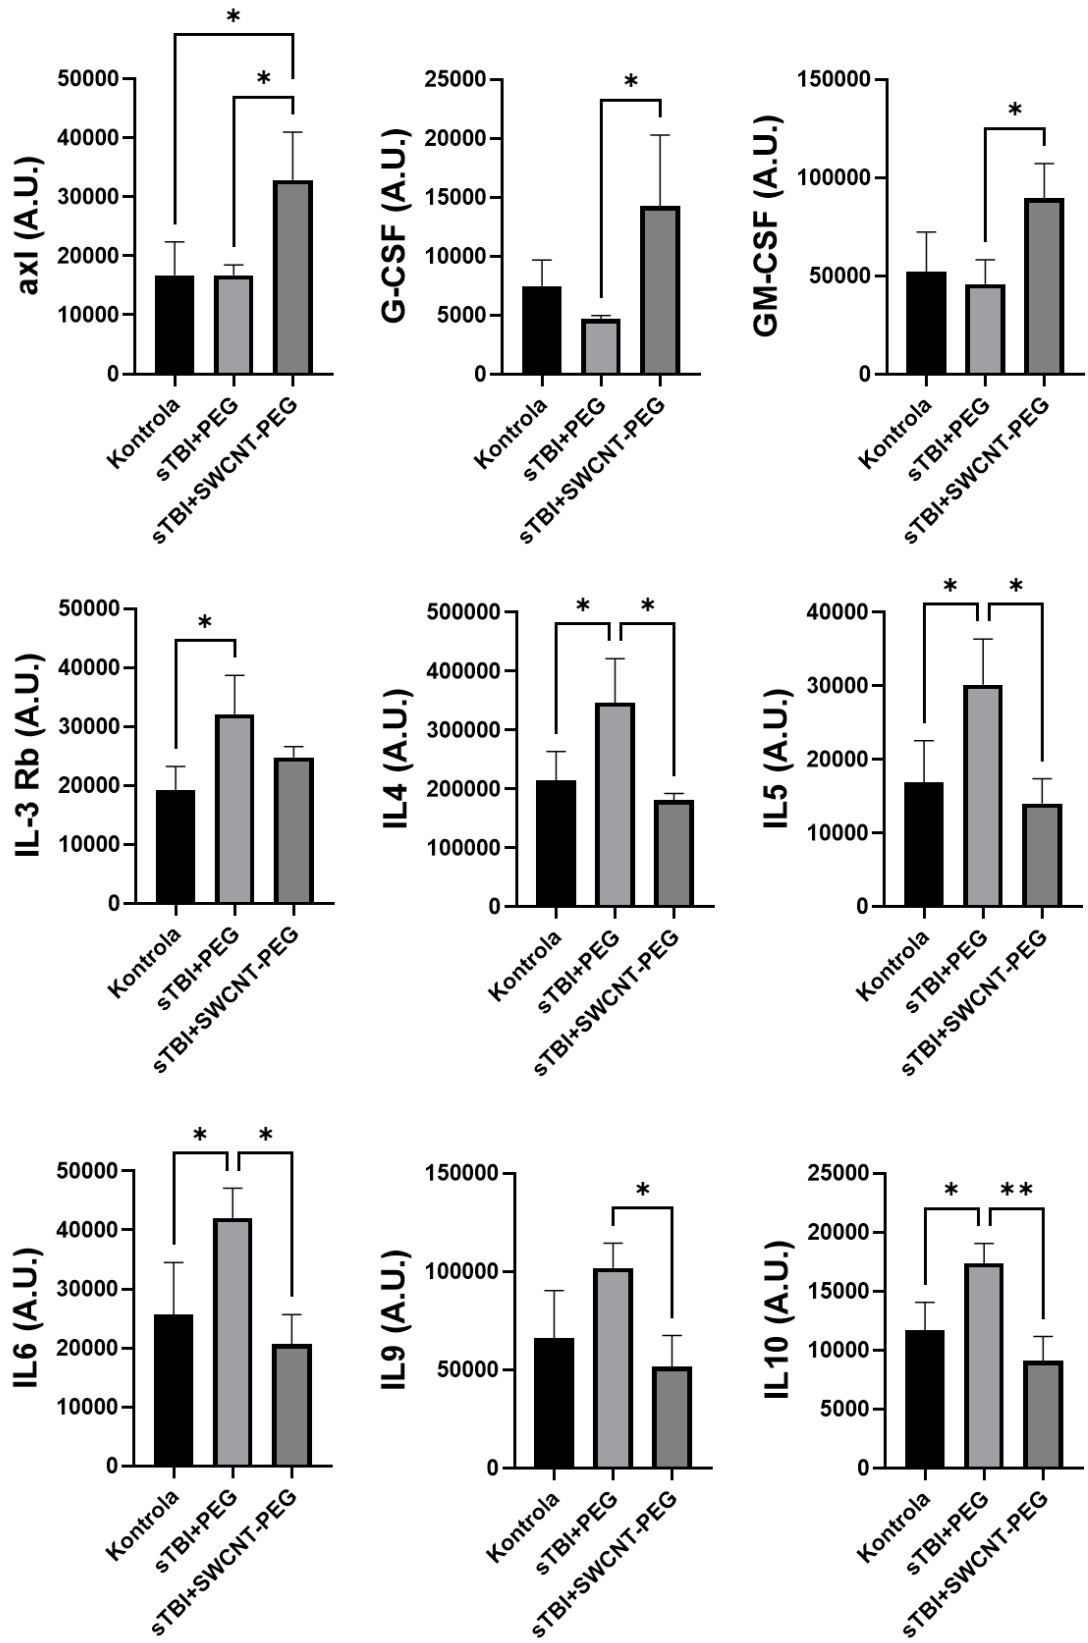 *
*
50000
40000
30000
20000
10000
0
axl (A.U.)
Kontrola
sTBI+PEG
sTBI+SWCNT-PEG
*
25000
20000
15000
10000
5000
0
G-CSF (A.U.)
Kontrola
sTBI+PEG
sTBI+SWCNT-PEG
*
150000
100000
50000
0
GM-CSF (A.U.)
Kontrola
sTBI+PEG
sTBI+SWCNT-PEG
*
50000
40000
30000
20000
10000
0
IL-3 Rb (A.U.)
Kontrola
sTBI+PEG
sTBI+SWCNT-PEG
* *
500000
400000
300000
200000
100000
0
IL4 (A.U.)
Kontrola
sTBI+PEG
sTBI+SWCNT-PEG
* *
40000
30000
20000
10000
0
IL5 (A.U.)
Kontrola
sTBI+PEG
sTBI+SWCNT-PEG
* *
50000
40000
30000
20000
10000
0
IL6 (A.U.)
Kontrola
sTBI+PEG
sTBI+SWCNT-PEG
*
150000
100000
50000
0
IL9 (A.U.)
Kontrola
sTBI+PEG
sTBI+SWCNT-PEG
* **
25000
20000
15000
10000
5000
0
IL10 (A.U.)
Kontrola
sTBI+PEG
sTBI+SWCNT-PEG